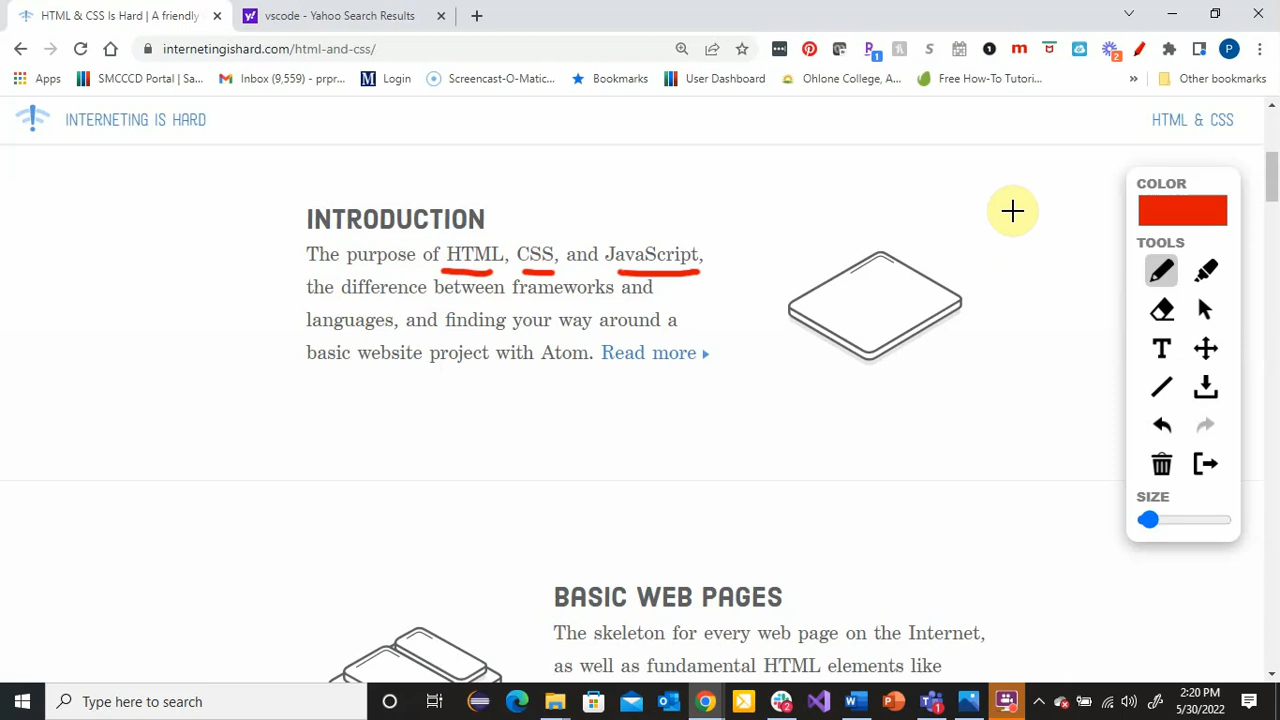 HTML & CSS Is Hard | A friendly
vscode - Yahoo Search Results
internetingishard.com/html-and-css/
Apps
SMCCCD Portal | Sa...
Inbox (9,559) - prpr...
Login
Screencast-O-Matic...
Bookmarks
User Dashboard
Ohlone College, A...
Free How-To Tutori...
Other bookmarks
INTERNETING IS HARD
HTML & CSS
INTRODUCTION
The purpose of HTML, CSS, and JavaScript,
the difference between frameworks and
languages, and finding your way around a
basic website project with Atom. Read more
COLOR
TOOLS
SIZE
BASIC WEB PAGES
The skeleton for every web page on the Internet,
as well as fundamental HTML elements like
Type here to search
2:20 PM
5/30/2022